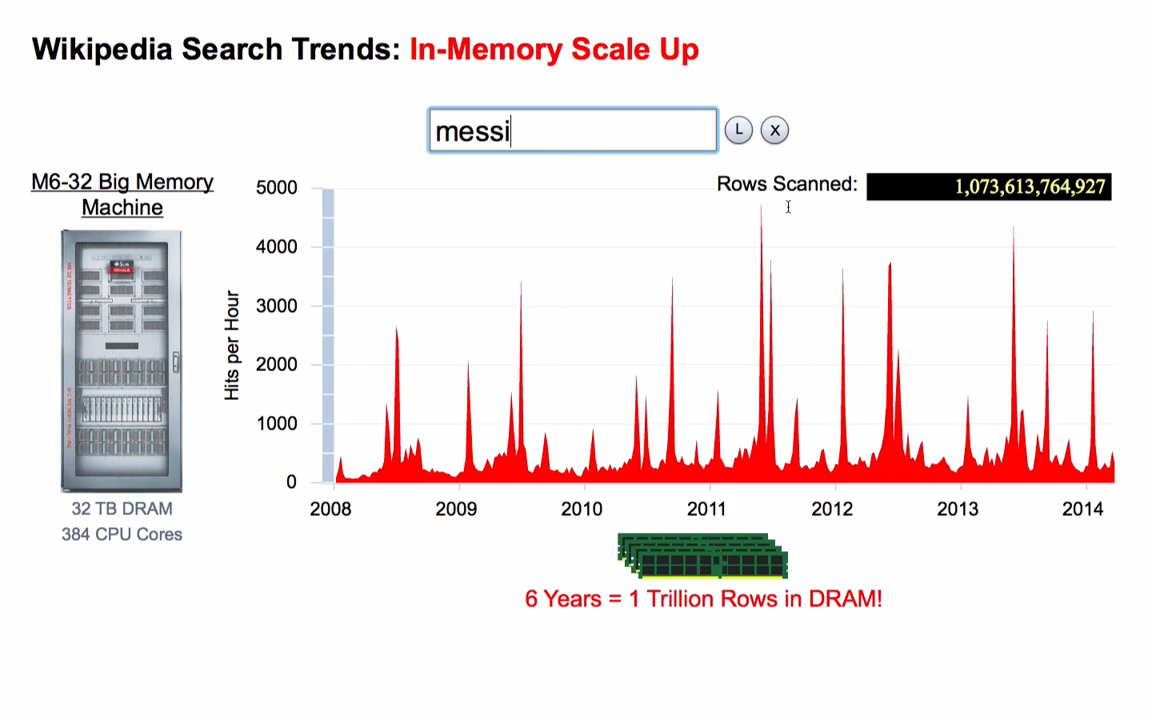 Wikipedia Search Trends: In-Memory Scale Up
messi
L X
M6-32 Big Memory
Machine
Rows Scanned: 1,073,613,764,927
5000
4000
3000
2000
1000
0
Hits per Hour
2008 2009 2010 2011 2012 2013 2014
32 TB DRAM
384 CPU Cores
6 Years = 1 Trillion Rows in DRAM!